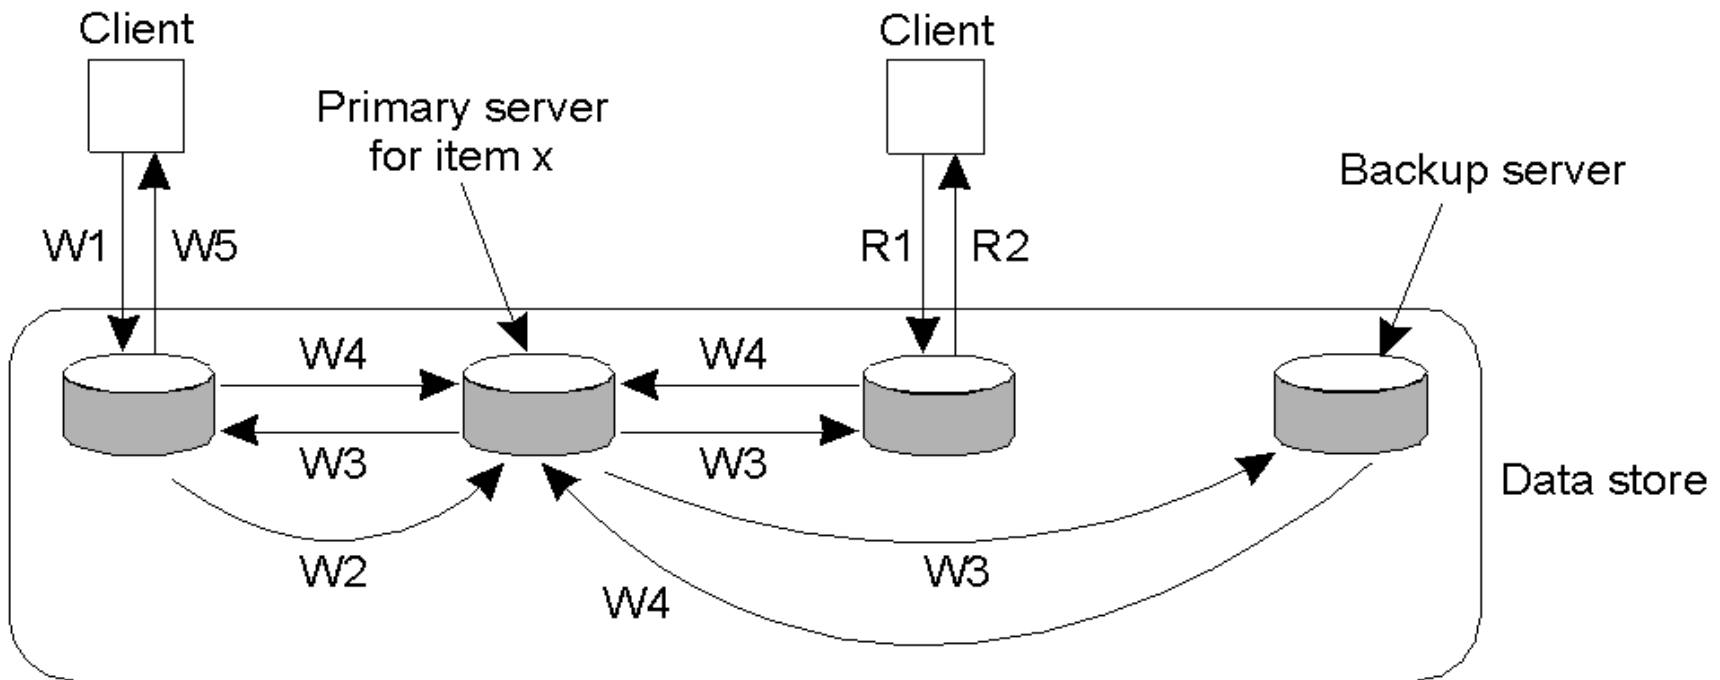 Client
Client
Primary server
for item x
Backup server
W1
W5
R1
R2
W4
W4
W3
W3
Data store
W2
W3
W4